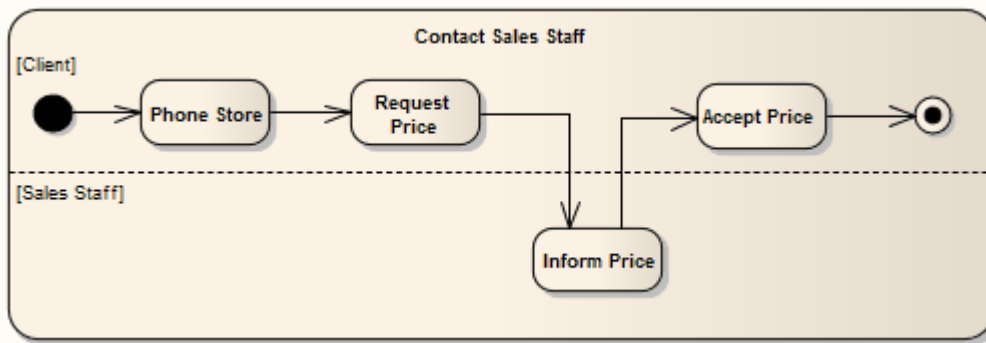 Contact Sales Staff
[Client]
Phone Store
Request
Price
Accept Price
[Sales Staff]
Inform Price